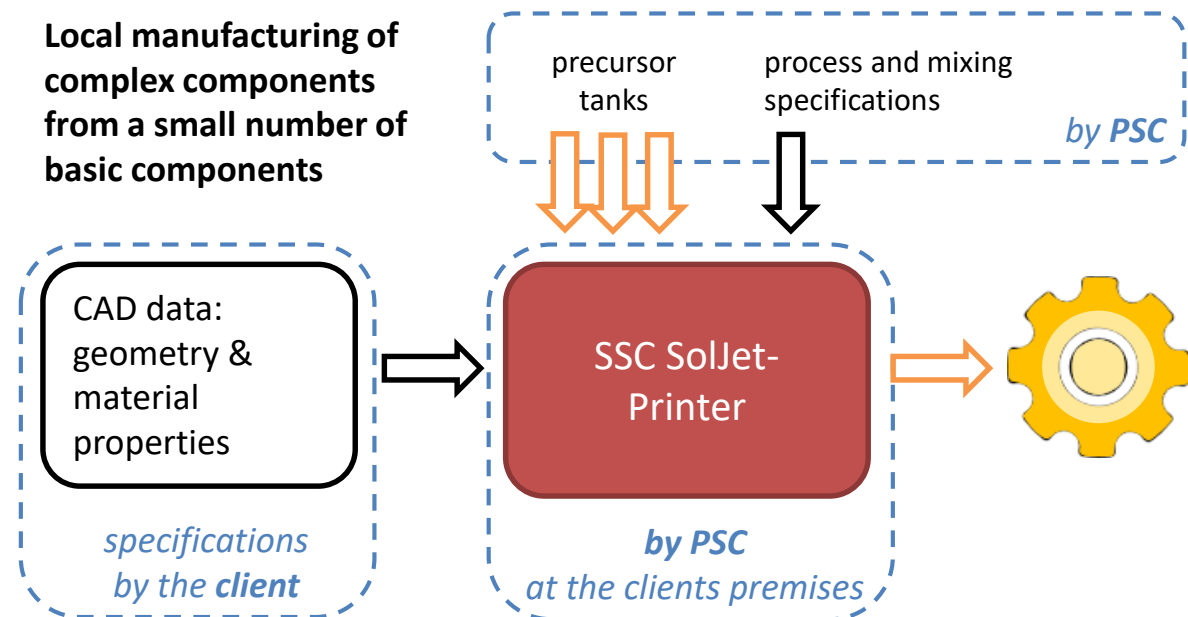 Local manufacturing of
complex components
from a small number of
basic components
precursor
tanks
process and mixing
specifications
by PSC
CAD data:
geometry &
material
properties
specifications
by the client
SSC SolJet-
Printer
by PSC
at the clients premises